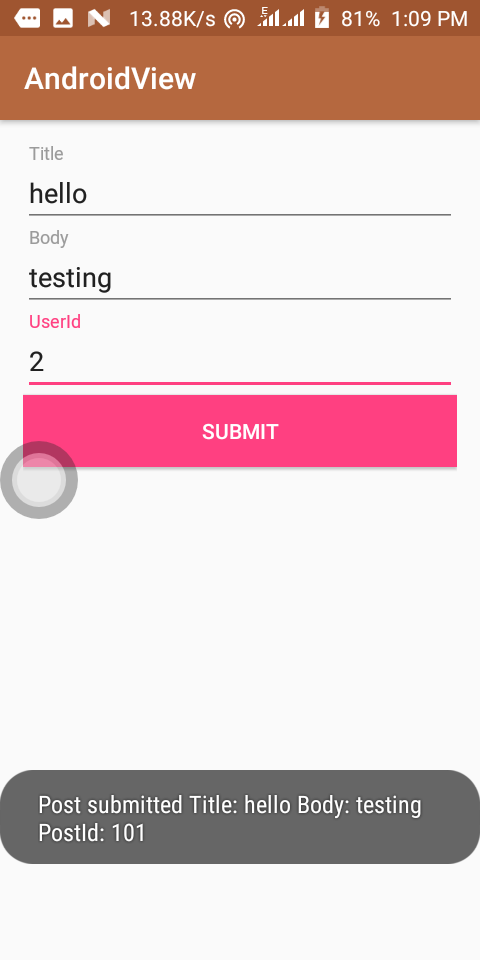 13.88K/s E 81% 1:09 PM
AndroidView
Title
hello
Body
testing
UserId
2
SUBMIT
Post submitted Title: hello Body: testing
PostId: 101